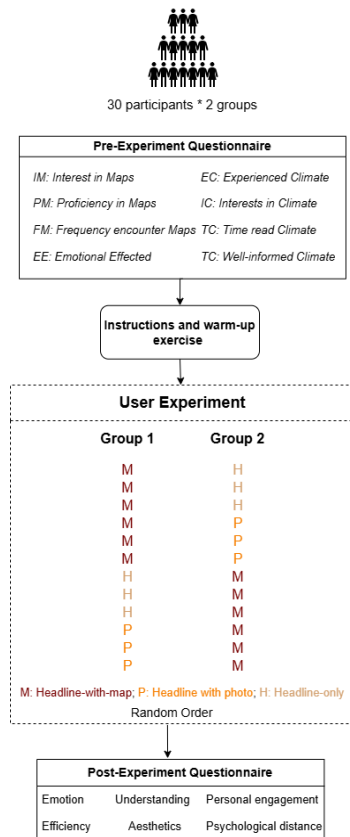 30 participants * 2 groups
Pre-Experiment Questionnaire
IM: Interest in Maps EC: Experienced Climate
PM: Proficiency in Maps IC: Interests in Climate
FM: Frequency encounter Maps TC: Time read Climate
EE: Emotional Effected TC: Well-informed Climate
Instructions and warm-up
exercise
User Experiment
Group 1 Group 2
M H
M H
M H
M P
M P
M P
H M
H M
H M
P M
P M
P M
M: Headline-with-map; P: Headline with photo; H: Headline-only
Random Order
Post-Experiment Questionnaire
Emotion Understanding Personal engagement
Efficiency Aesthetics Psychological distance